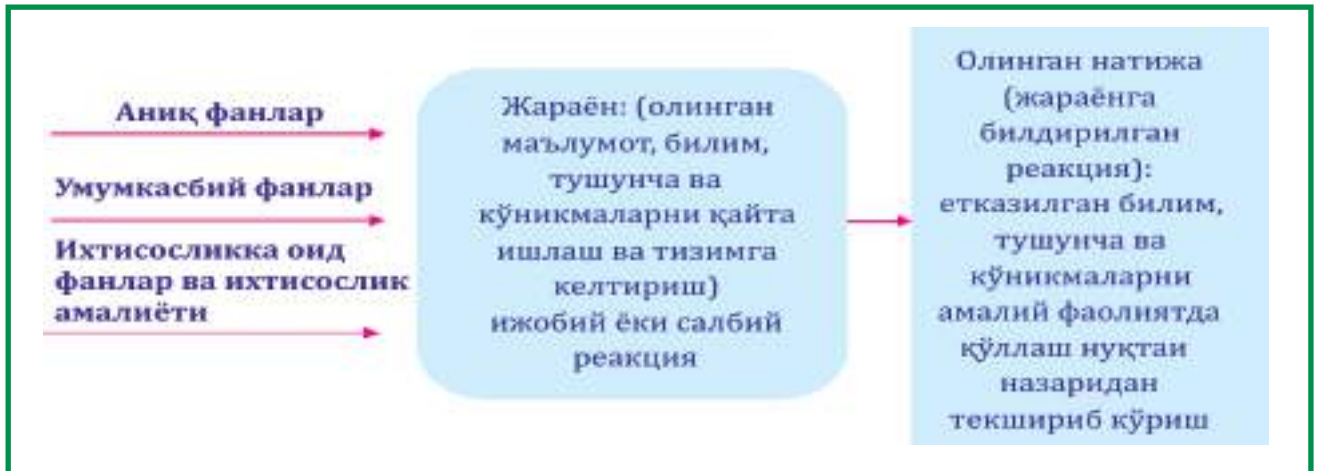 Аниқ фанлар
Умумкасбий фанлар
Ихтисосликка оид
фанлар ва ихтисослик
амалиёти
Жараён: (олинган
маълумот, билим,
тушунча ва
кўникмаларни қайта
ишлаш ва тизимга
келтириш)
ижобий ёки салбий
реакция
Олинган натижа
(жараёнга
билдирилган
реакция):
етказилган билим,
тушунча ва
кўникмаларни
амалий фаолиятда
қўллаш нуқтаи
назаридан
текшириб кўриш